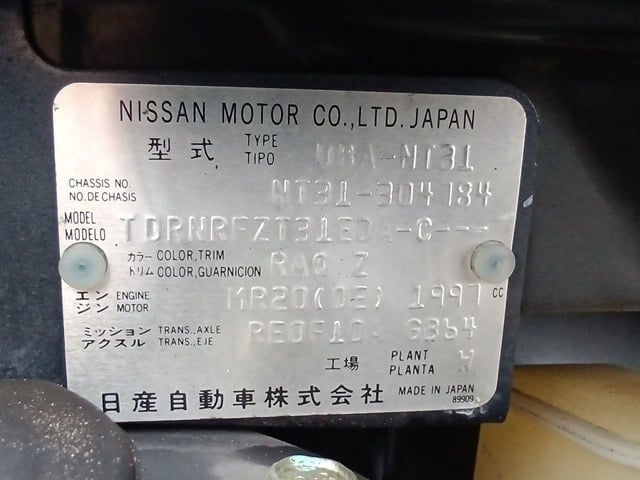 NISSAN MOTOR CO.,LTD. JAPAN
型式 TYPE TIPO DBA-NT31
CHASSIS NO. NO. DE CHASIS NT31-304184
MODEL MODELO TDRNRFZT31EDA-C---
カラー COLOR,TRIM トリム COLOR,GUARNICION RAQ Z
エンジン ENGINE MOTOR MR20(DE) 1997 CC
ミッション TRANS.,AXLE アクスル TRANS.,EJE RE0F10A GB64
工場 PLANT PLANTA W
日産自動車株式会社 MADE IN JAPAN
89909